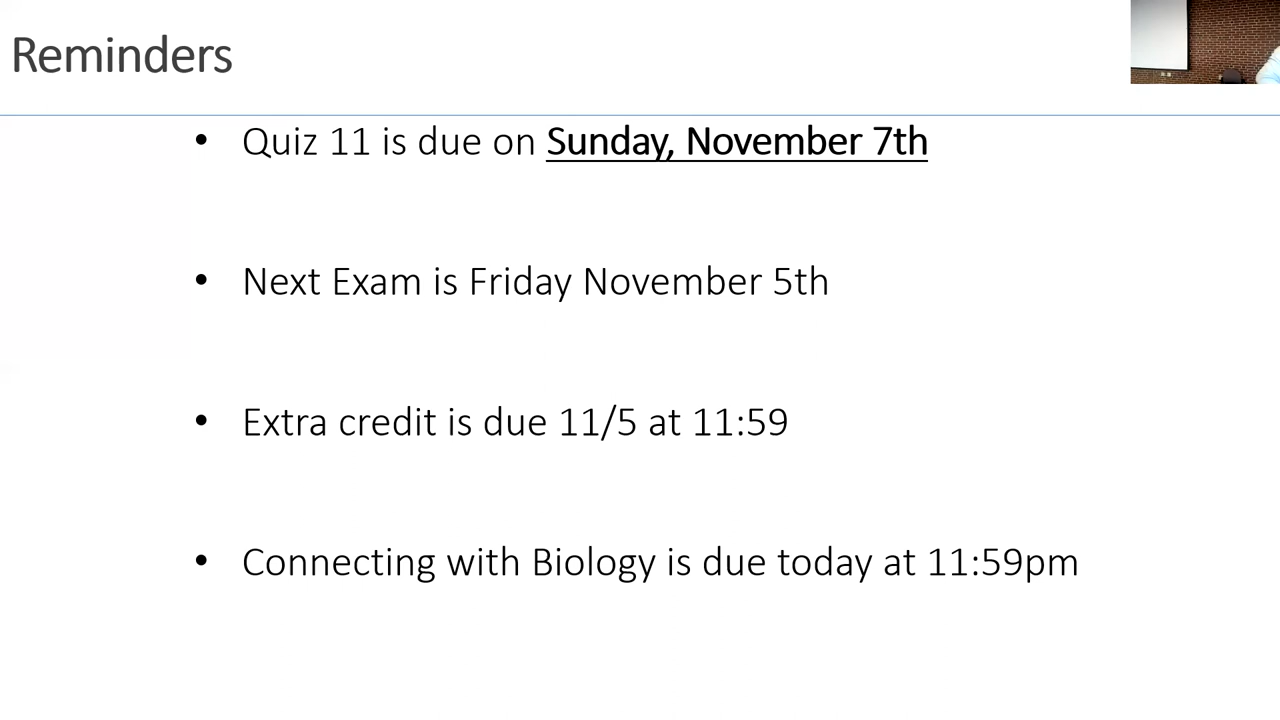 Reminders
• Quiz 11 is due on Sunday, November 7th
• Next Exam is Friday November 5th
• Extra credit is due 11/5 at 11:59
• Connecting with Biology is due today at 11:59pm